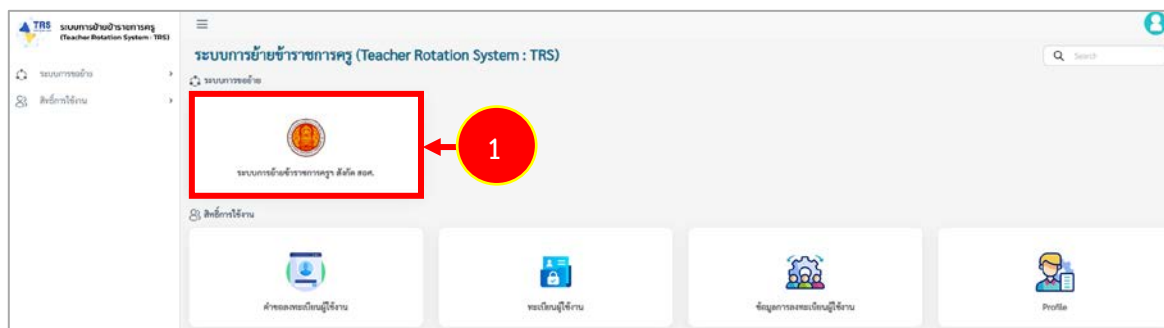 TRS ระบบการย้ายข้าราชการครู
(Teacher Rotation System : TRS)
ระบบการขอย้าย
สิทธิ์การใช้งาน
ระบบการย้ายข้าราชการครู (Teacher Rotation System : TRS)
Search
ระบบการขอย้าย
1
ระบบการย้ายข้าราชการครูฯ สังกัด สอศ.
สิทธิ์การใช้งาน
คำขอลงทะเบียนผู้ใช้งาน
ทะเบียนผู้ใช้งาน
ข้อมูลการลงทะเบียนผู้ใช้งาน
Profile